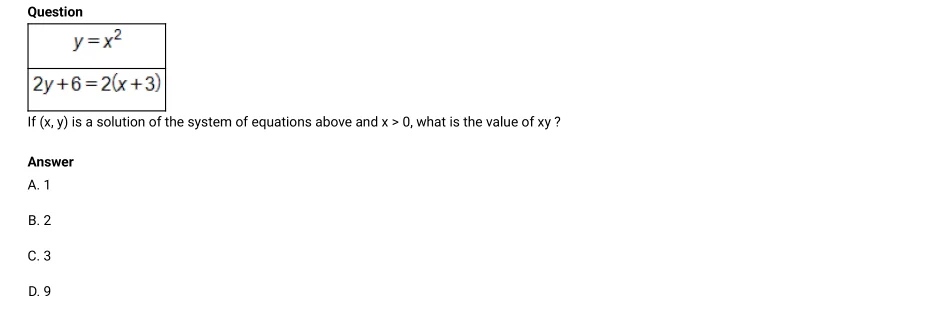 Question
y = x²
2y + 6 = 2(x + 3)
If (x, y) is a solution of the system of equations above and x > 0, what is the value of xy ?
Answer
A. 1
B. 2
C. 3
D. 9